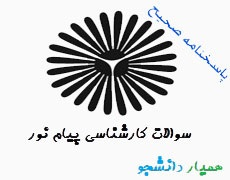 پاسخنامه صحیح
سوالات کارشناسی پیام نور
همیار دانشجو